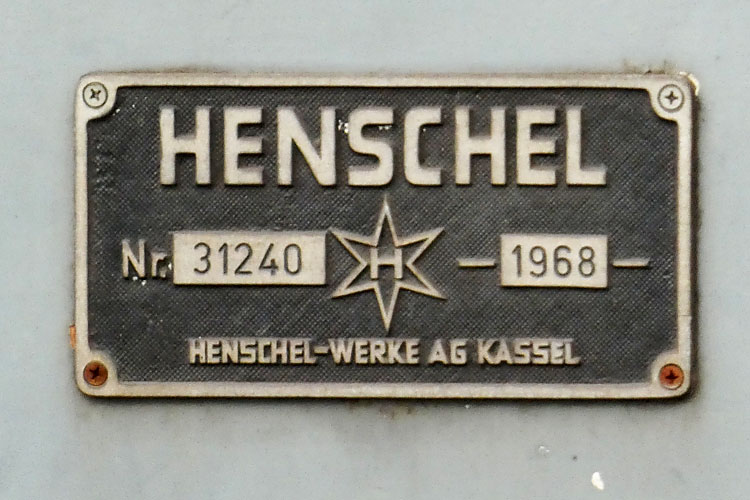 HENSCHEL
Nr. 31240 H – 1968 –
HENSCHEL-WERKE AG KASSEL